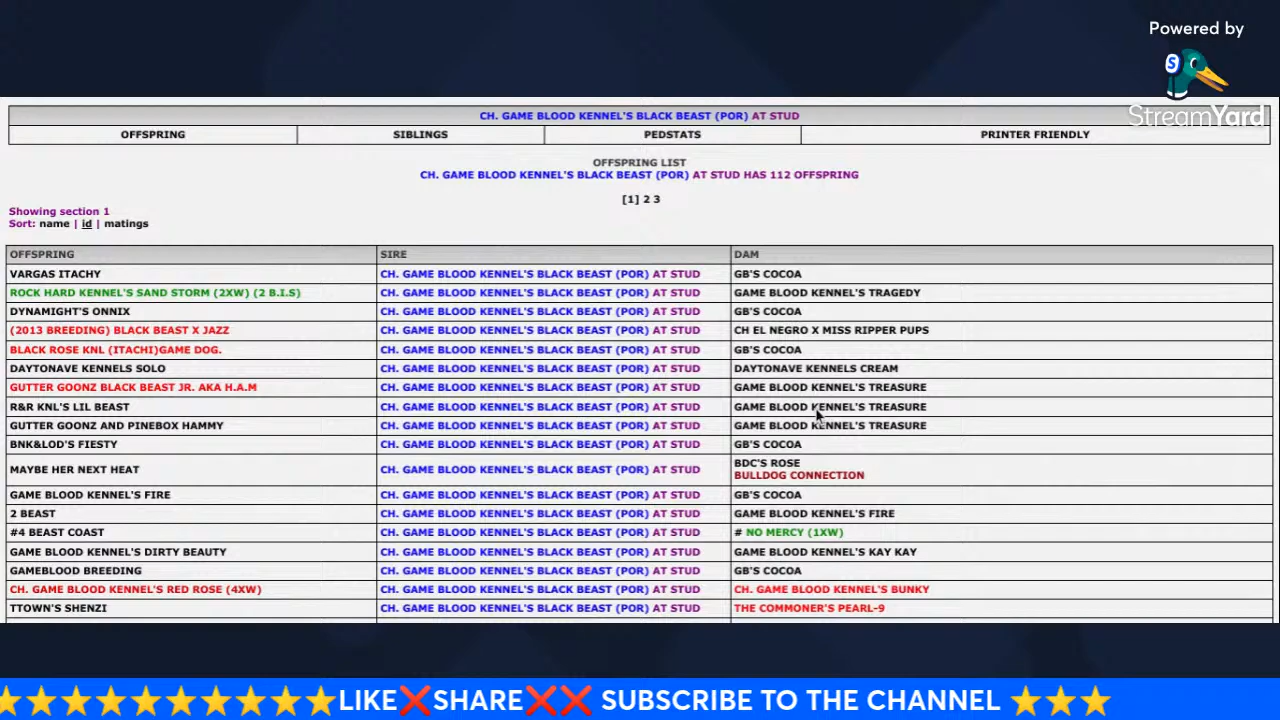 Powered by
StreamYard
CH. GAME BLOOD KENNEL'S BLACK BEAST (POR) AT STUD
OFFSPRING SIBLINGS PEDSTATS PRINTER FRIENDLY
OFFSPRING LIST
CH. GAME BLOOD KENNEL'S BLACK BEAST (POR) AT STUD HAS 112 OFFSPRING
[1] 2 3
Showing section 1
Sort: name | id | matings
OFFSPRING SIRE DAM
VARGAS ITACHY CH. GAME BLOOD KENNEL'S BLACK BEAST (POR) AT STUD GB'S COCOA
ROCK HARD KENNEL'S SAND STORM (2XW) (2 B.I.S) CH. GAME BLOOD KENNEL'S BLACK BEAST (POR) AT STUD GAME BLOOD KENNEL'S TRAGEDY
DYNAMIGHT'S ONNIX CH. GAME BLOOD KENNEL'S BLACK BEAST (POR) AT STUD GB'S COCOA
(2013 BREEDING) BLACK BEAST X JAZZ CH. GAME BLOOD KENNEL'S BLACK BEAST (POR) AT STUD CH EL NEGRO X MISS RIPPER PUPS
BLACK ROSE KNL (ITACHI)GAME DOG. CH. GAME BLOOD KENNEL'S BLACK BEAST (POR) AT STUD GB'S COCOA
DAYTONAVE KENNELS SOLO CH. GAME BLOOD KENNEL'S BLACK BEAST (POR) AT STUD DAYTONAVE KENNELS CREAM
GUTTER GOONZ BLACK BEAST JR. AKA H.A.M CH. GAME BLOOD KENNEL'S BLACK BEAST (POR) AT STUD GAME BLOOD KENNEL'S TREASURE
R&R KNL'S LIL BEAST CH. GAME BLOOD KENNEL'S BLACK BEAST (POR) AT STUD GAME BLOOD KENNEL'S TREASURE
GUTTER GOONZ AND PINEBOX HAMMY CH. GAME BLOOD KENNEL'S BLACK BEAST (POR) AT STUD GAME BLOOD KENNEL'S TREASURE
BNK&LOD'S FIESTY CH. GAME BLOOD KENNEL'S BLACK BEAST (POR) AT STUD GB'S COCOA
MAYBE HER NEXT HEAT CH. GAME BLOOD KENNEL'S BLACK BEAST (POR) AT STUD BDC'S ROSE
BULLDOG CONNECTION
GAME BLOOD KENNEL'S FIRE CH. GAME BLOOD KENNEL'S BLACK BEAST (POR) AT STUD GB'S COCOA
2 BEAST CH. GAME BLOOD KENNEL'S BLACK BEAST (POR) AT STUD GAME BLOOD KENNEL'S FIRE
#4 BEAST COAST CH. GAME BLOOD KENNEL'S BLACK BEAST (POR) AT STUD # NO MERCY (1XW)
GAME BLOOD KENNEL'S DIRTY BEAUTY CH. GAME BLOOD KENNEL'S BLACK BEAST (POR) AT STUD GAME BLOOD KENNEL'S KAY KAY
GAMEBLOOD BREEDING CH. GAME BLOOD KENNEL'S BLACK BEAST (POR) AT STUD GB'S COCOA
CH. GAME BLOOD KENNEL'S RED ROSE (4XW) CH. GAME BLOOD KENNEL'S BLACK BEAST (POR) AT STUD CH. GAME BLOOD KENNEL'S BUNKY
TTOWN'S SHENZI CH. GAME BLOOD KENNEL'S BLACK BEAST (POR) AT STUD THE COMMONER'S PEARL-9
⭐⭐⭐⭐⭐⭐⭐⭐⭐⭐LIKE❌SHARE❌❌ SUBSCRIBE TO THE CHANNEL ⭐⭐⭐